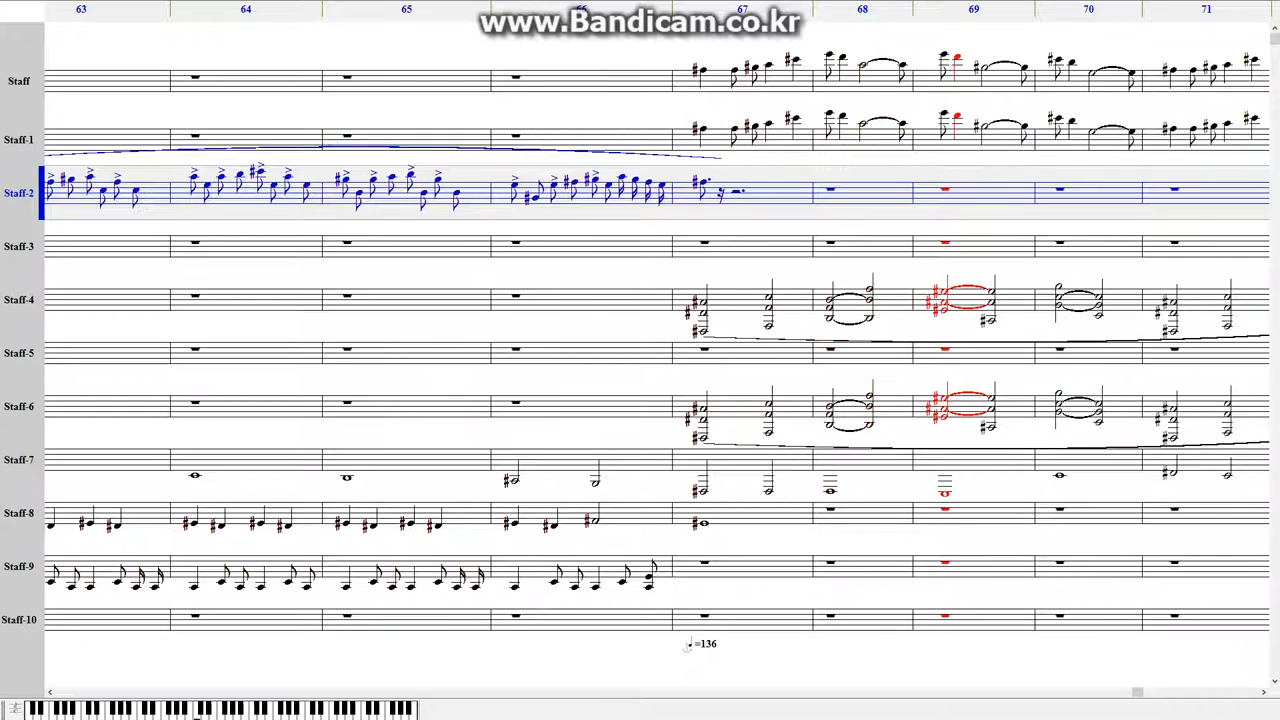 www.Bandicam.co.kr
63 64 65 66 67 68 69 70 71
Staff
Staff-1
Staff-2
Staff-3
Staff-4
Staff-5
Staff-6
Staff-7
Staff-8
Staff-9
Staff-10
=136